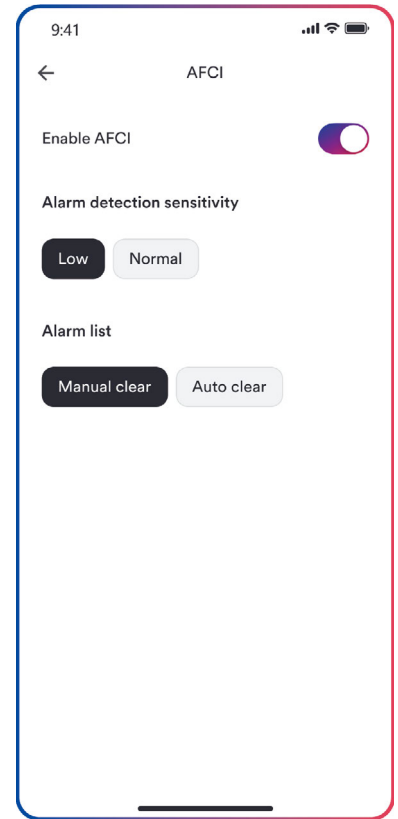 9:41
AFCI
Enable AFCI
Alarm detection sensitivity
Low Normal
Alarm list
Manual clear Auto clear